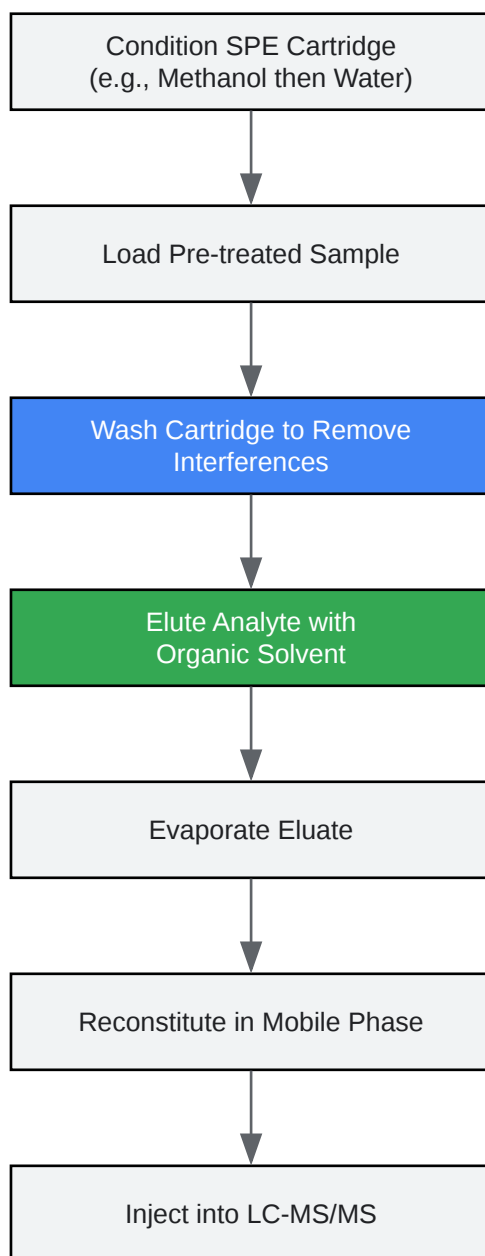 Condition SPE Cartridge
(e.g., Methanol then Water)
Load Pre-treated Sample
Wash Cartridge to Remove
Interferences
Elute Analyte with
Organic Solvent
Evaporate Eluate
Reconstitute in Mobile Phase
Inject into LC-MS/MS